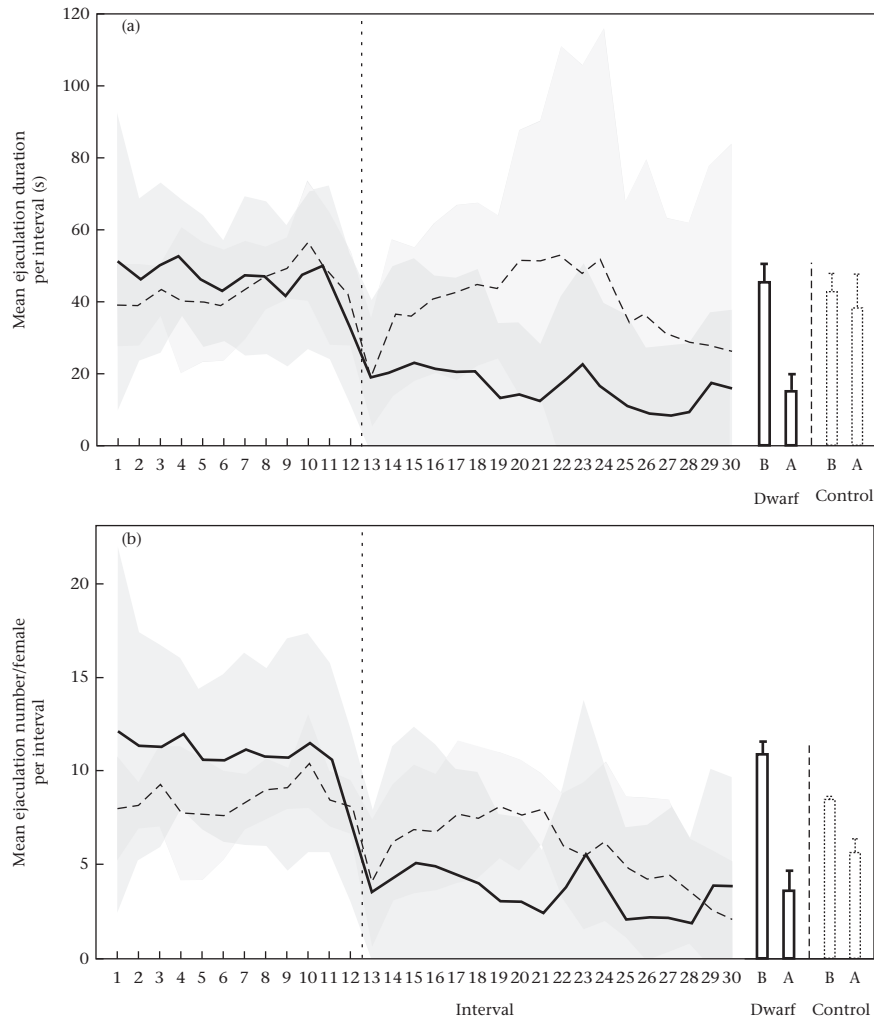 120
(a)
100
80
60
40
20
0
Mean ejaculation duration
per interval (s)
1 2 3 4 5 6 7 8 9 10 11 12 13 14 15 16 17 18 19 20 21 22 23 24 25 26 27 28 29 30
B A B A
Dwarf Control
(b)
20
15
10
5
0
Mean ejaculation number/female
per interval
1 2 3 4 5 6 7 8 9 10 11 12 13 14 15 16 17 18 19 20 21 22 23 24 25 26 27 28 29 30
B A B A
Interval
Dwarf Control